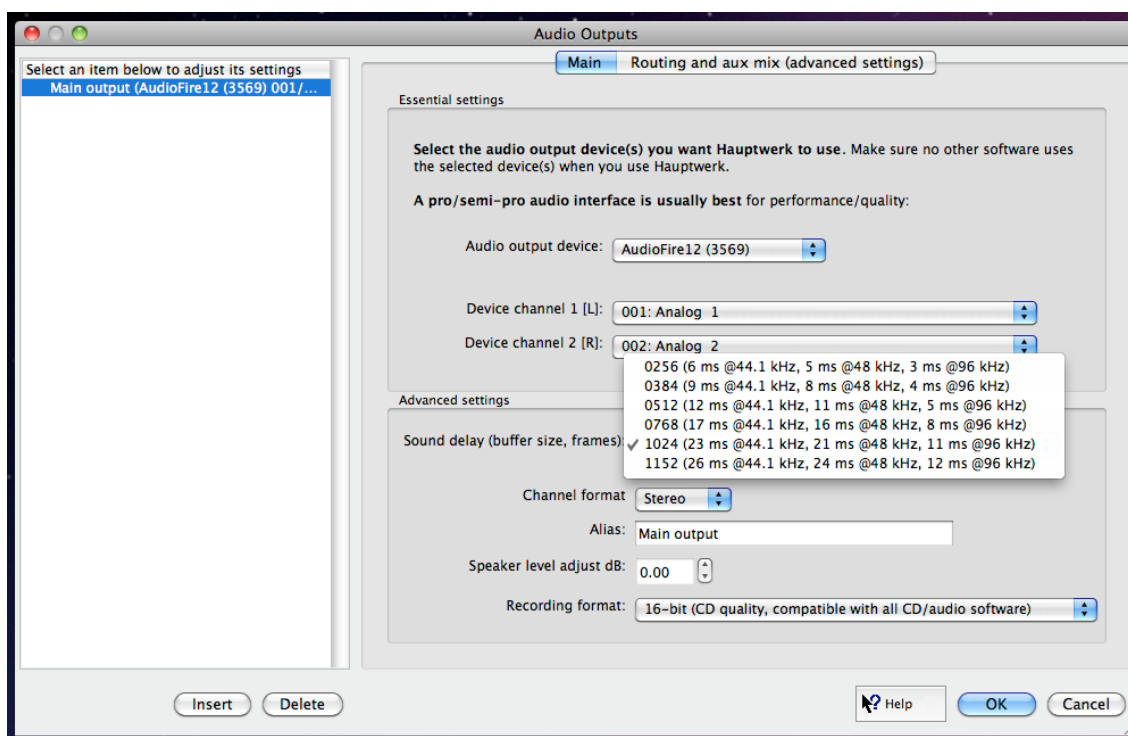 Audio Outputs
Select an item below to adjust its settings
Main output (AudioFire12 (3569) 001/...
Main
Routing and aux mix (advanced settings)
Essential settings
Select the audio output device(s) you want Hauptwerk to use. Make sure no other software uses
the selected device(s) when you use Hauptwerk.
A pro/semi-pro audio interface is usually best for performance/quality:
Audio output device: AudioFire12 (3569)
Device channel 1 [L]: 001: Analog 1
Device channel 2 [R]: 002: Analog 2
0256 (6 ms @44.1 kHz, 5 ms @48 kHz, 3 ms @96 kHz)
0384 (9 ms @44.1 kHz, 8 ms @48 kHz, 4 ms @96 kHz)
Advanced settings
0512 (12 ms @44.1 kHz, 11 ms @48 kHz, 5 ms @96 kHz)
0768 (17 ms @44.1 kHz, 16 ms @48 kHz, 8 ms @96 kHz)
Sound delay (buffer size, frames): ✓ 1024 (23 ms @44.1 kHz, 21 ms @48 kHz, 11 ms @96 kHz)
1152 (26 ms @44.1 kHz, 24 ms @48 kHz, 12 ms @96 kHz)
Channel format Stereo
Alias: Main output
Speaker level adjust dB: 0.00
Recording format: 16-bit (CD quality, compatible with all CD/audio software)
Insert
Delete
Help
OK
Cancel